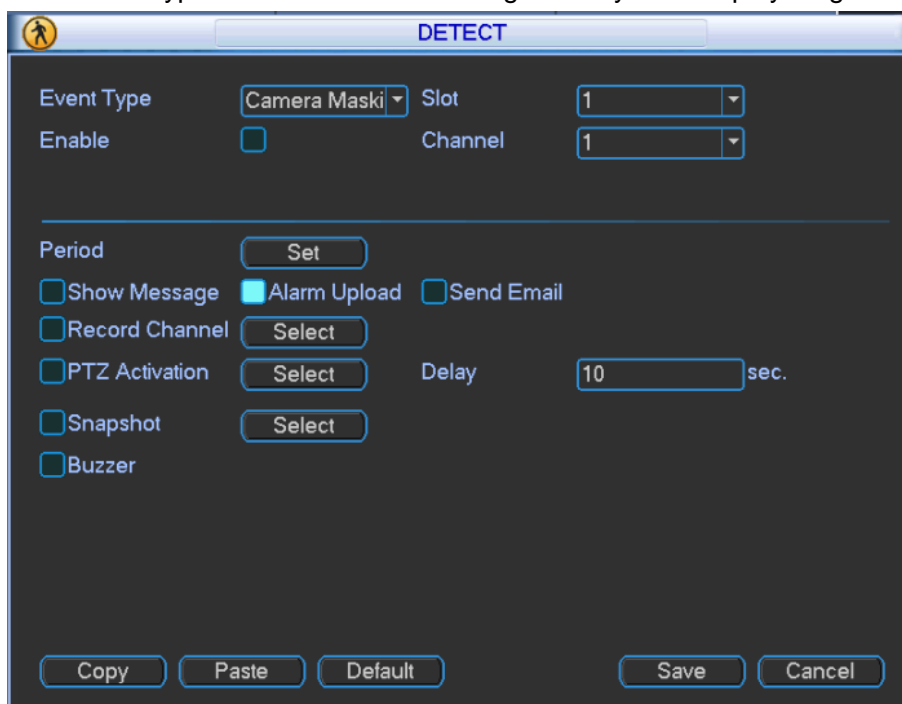 DETECT
Event Type Camera Maski Slot 1
Enable Channel 1
Period Set
Show Message Alarm Upload Send Email
Record Channel Select
PTZ Activation Select Delay 10 sec.
Snapshot Select
Buzzer
Copy Paste Default Save Cancel